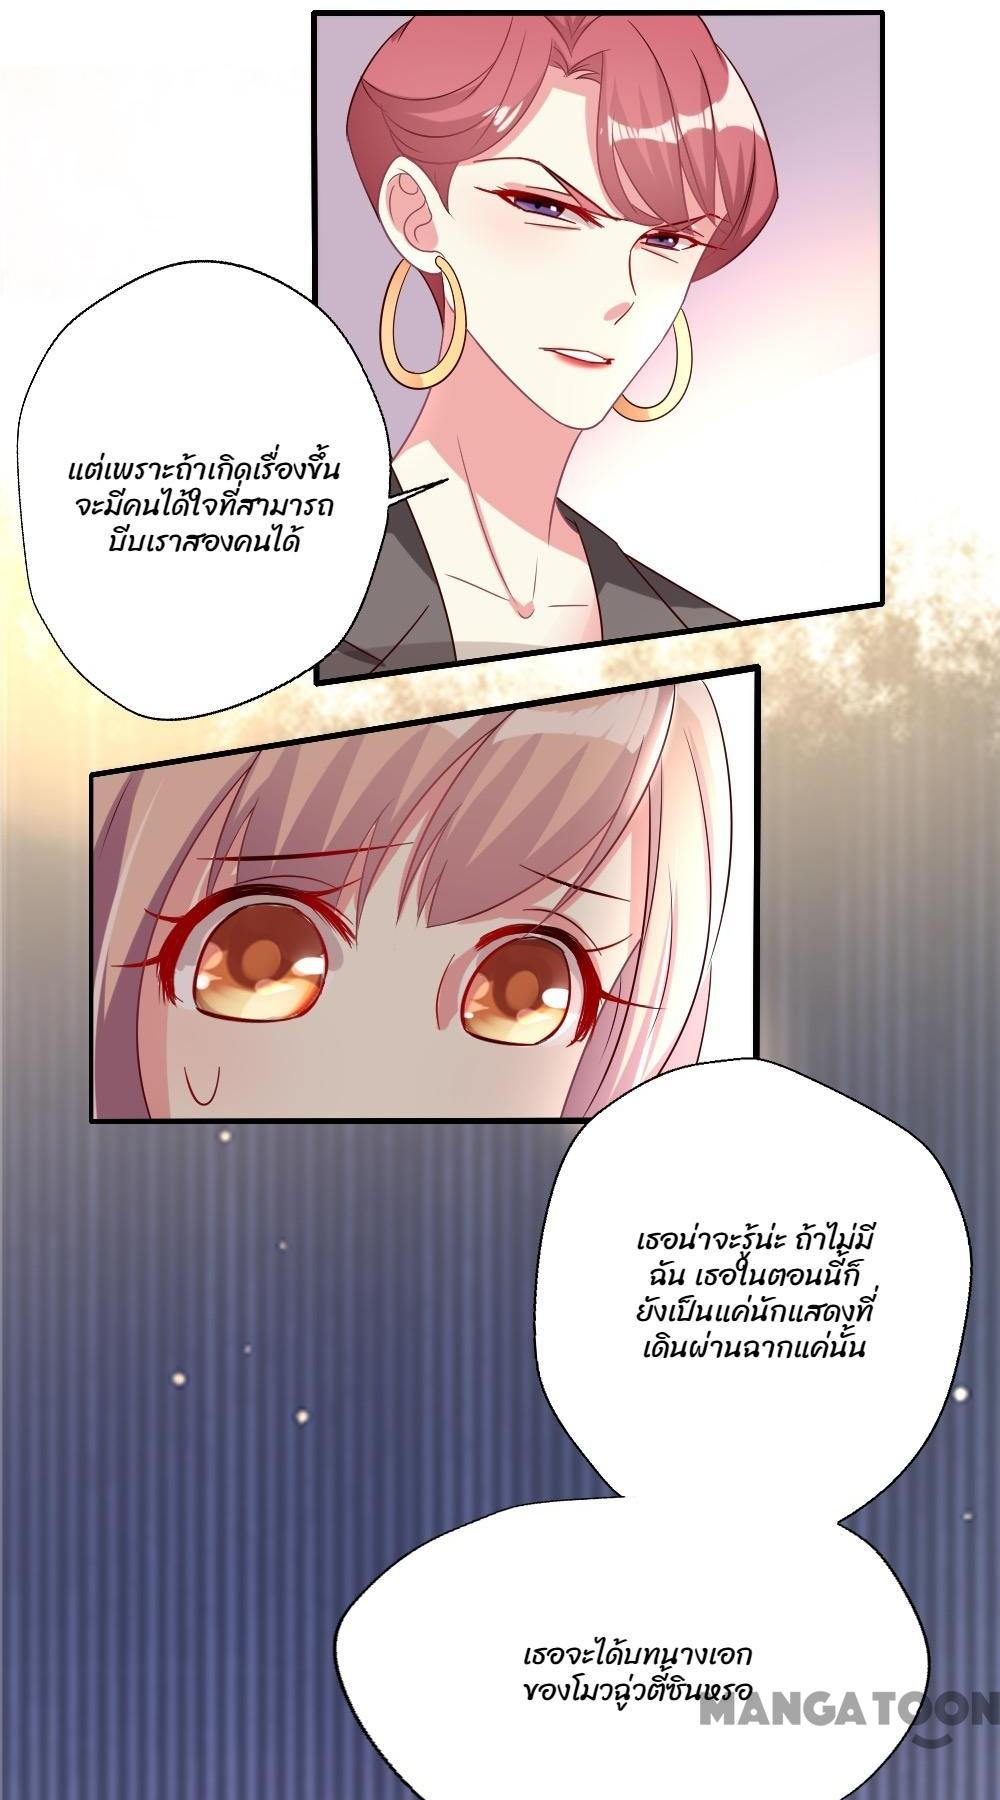 แต่เพราะถ้าเกิดเรื่องขึ้น
จะมีคนได้ใจที่สามารถ
บีบเราสองคนได้
เธอน่าจะรู้น่ะ ถ้าไม่มี
ฉัน เธอในตอนนี้ก็
ยังเป็นแค่นักแสดงที่
เดินผ่านฉากแค่นั้น
เธอจะได้บทนางเอก
ของโมวฉู่วตี้ซินหรอ
MANGATOON